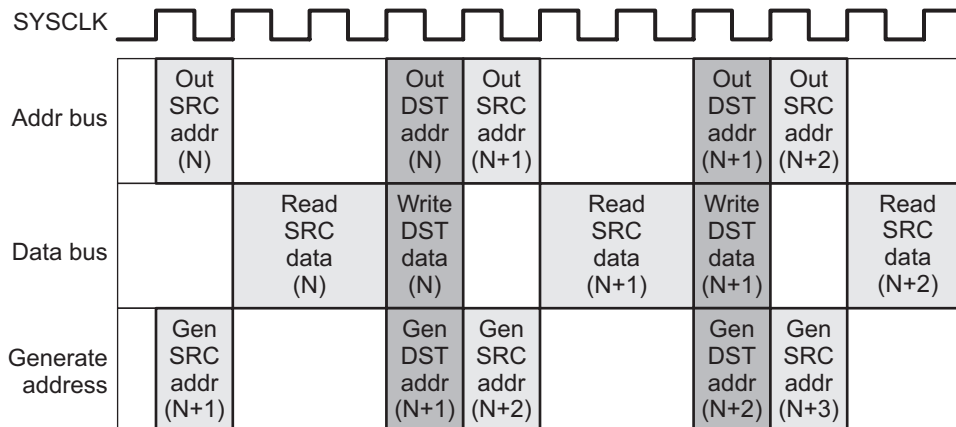 SYSCLK
Addr bus
Out
SRC
addr
(N)
Out
DST
addr
(N)
Out
SRC
addr
(N+1)
Out
DST
addr
(N+1)
Out
SRC
addr
(N+2)
Data bus
Read
SRC
data
(N)
Write
DST
data
(N)
Read
SRC
data
(N+1)
Write
DST
data
(N+1)
Read
SRC
data
(N+2)
Generate
address
Gen
SRC
addr
(N+1)
Gen
DST
addr
(N+1)
Gen
SRC
addr
(N+2)
Gen
DST
addr
(N+2)
Gen
SRC
addr
(N+3)